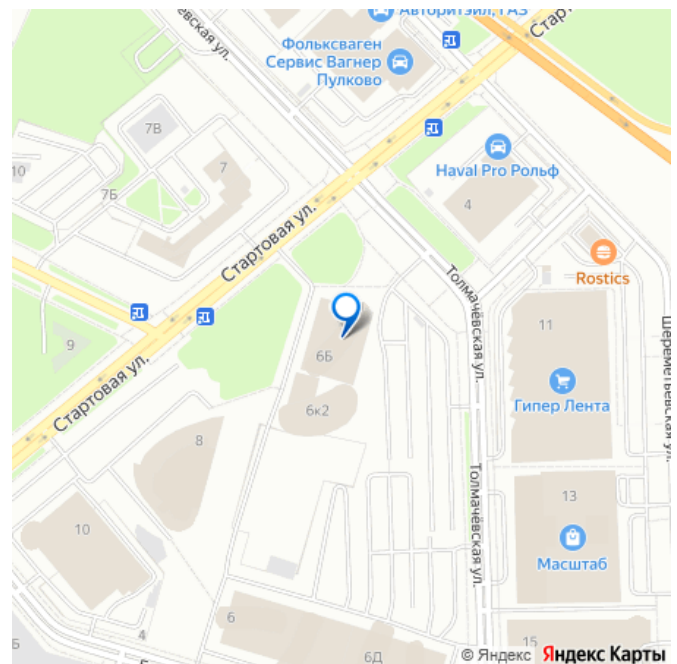 Авторитэйл, ГАЗ
Фольксваген
Сервис Вагнер
Пулково
7В
Haval Pro Рольф
7
4
10
7Б
Стартовая ул.
Rostics
Толмачёвская ул.
11
Шереметьевская ул.
9
6Б
Гипер Лента
Стартовая ул.
6к2
8
Толмачёвская ул.
13
10
Масштаб
6
4
15
6Д
© Яндекс Яндекс Карты